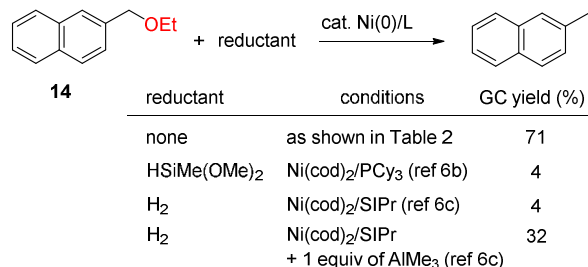 OEt
+ reductant
cat. Ni(0)/L
14
reductant conditions GC yield (%)
none as shown in Table 2 71
HSiMe(OMe)2 Ni(cod)2/PCy3 (ref 6b) 4
H2 Ni(cod)2/SIPr (ref 6c) 4
H2 Ni(cod)2/SIPr 32
+ 1 equiv of AlMe3 (ref 6c)